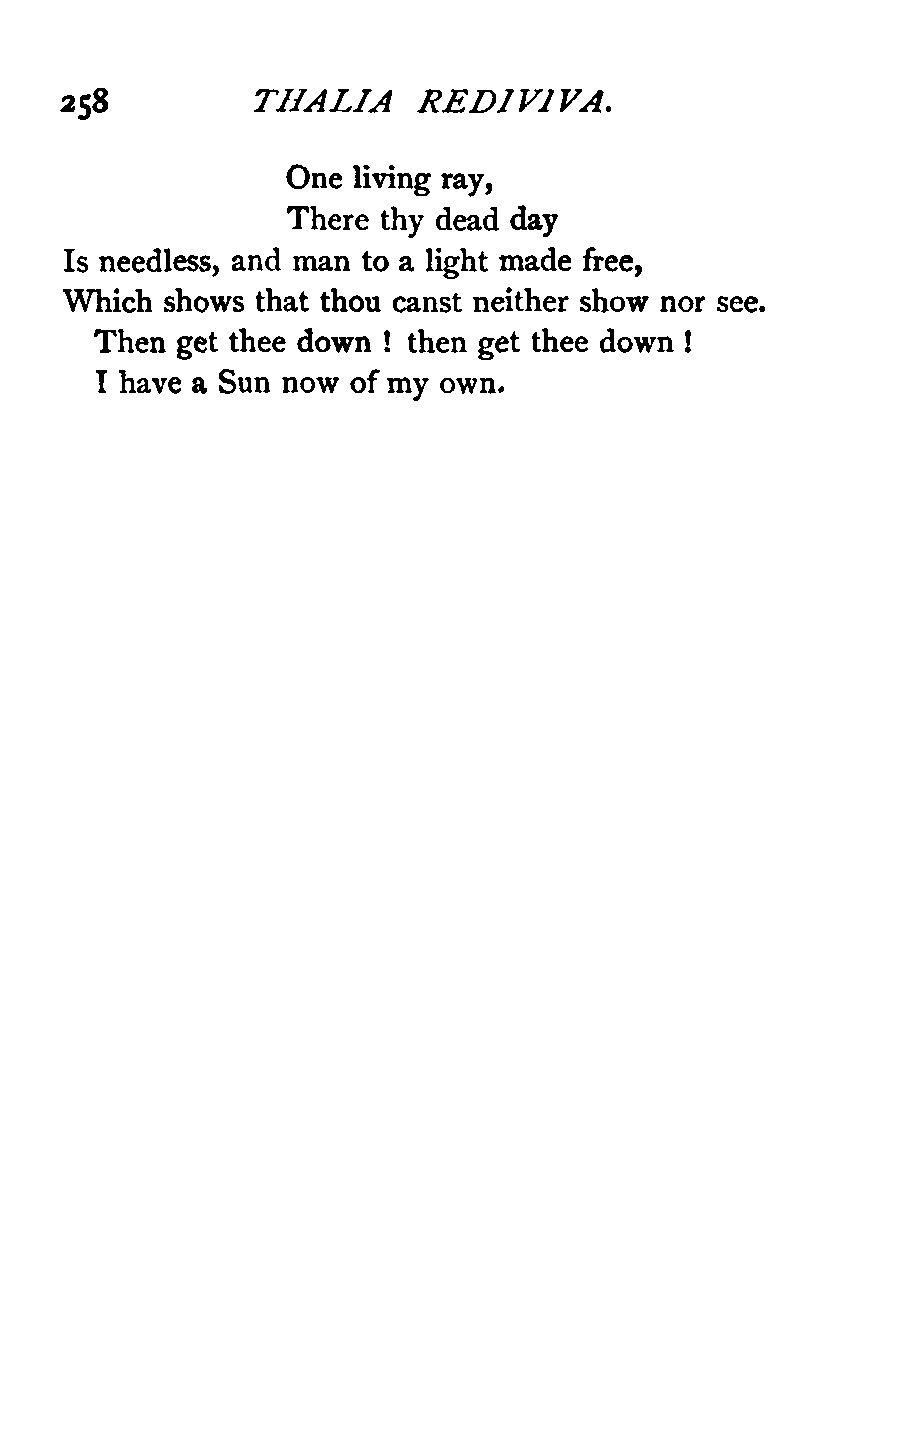 258 THALIA REDIVIVA.
One living ray,
There thy dead day
Is needless, and man to a light made free,
Which shows that thou canst neither show nor see.
Then get thee down ! then get thee down !
I have a Sun now of my own.